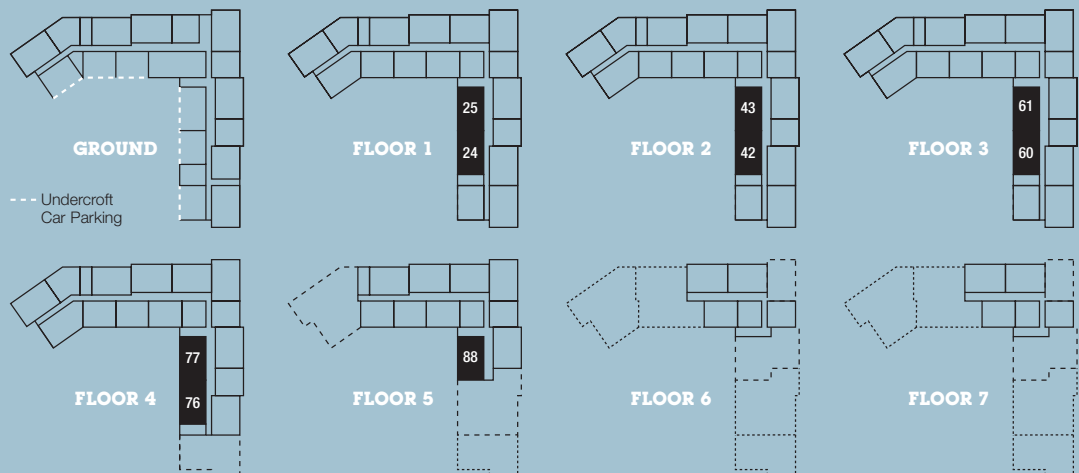 GROUND
Undercroft
Car Parking
25
24
FLOOR 1
43
42
FLOOR 2
61
60
FLOOR 3
77
76
FLOOR 4
88
FLOOR 5
FLOOR 6
FLOOR 7